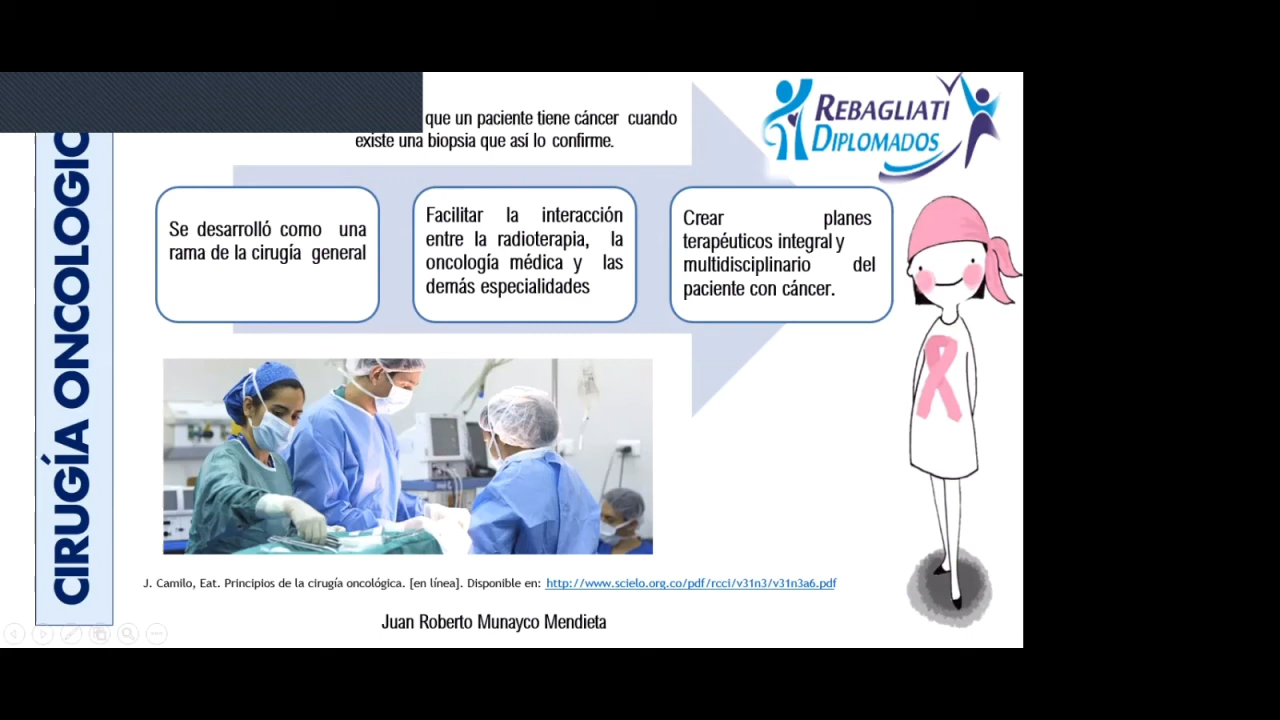 que un paciente tiene cáncer cuando
existe una biopsia que así lo confirme.
REBAGLIATI
DIPLOMADOS
CIRUGÍA ONCOLOGIC
Se desarrolló como una
rama de la cirugía general
Facilitar la interacción
entre la radioterapia, la
oncología médica y las
demás especialidades
Crear planes
terapéuticos integral y
multidisciplinario del
paciente con cáncer.
J. Camilo, Eat. Principios de la cirugía oncológica. [en línea]. Disponible en: http://www.scielo.org.co/pdf/rcci/v31n3/v31n3a6.pdf
Juan Roberto Munayco Mendieta